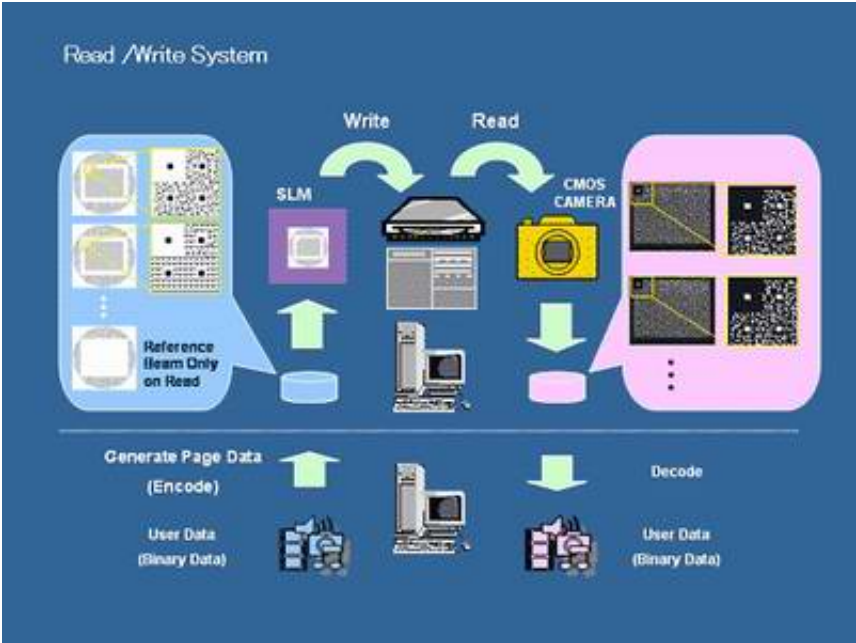 Read /Write System
Write
Read
SLM
CMOS
CAMERA
Reference
Beam Only
on Read
Generate Page Data
(Encode)
Decode
User Data
(Binary Data)
User Data
(Binary Data)